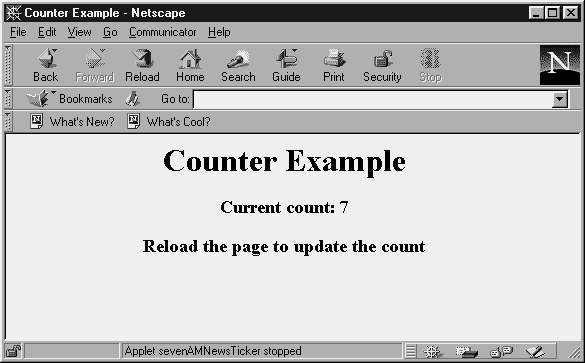 Counter Example - Netscape
File Edit View Go Communicator Help
Back Forward Reload Home Search Guide Print Security Stop
N
Bookmarks Go to:
What's New? What's Cool?
Counter Example
Current count: 7
Reload the page to update the count
Applet sevenAMNewsTicker stopped